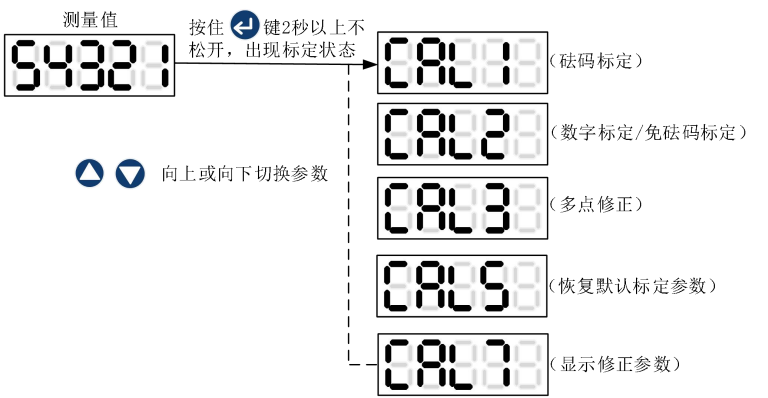 测量值
54321
按住 键2秒以上不
松开，出现标定状态
CAL 1
（砝码标定）
CAL2
（数字标定/免砝码标定）
向上或向下切换参数
CAL3
（多点修正）
CAL5
（恢复默认标定参数）
CAL7
（显示修正参数）